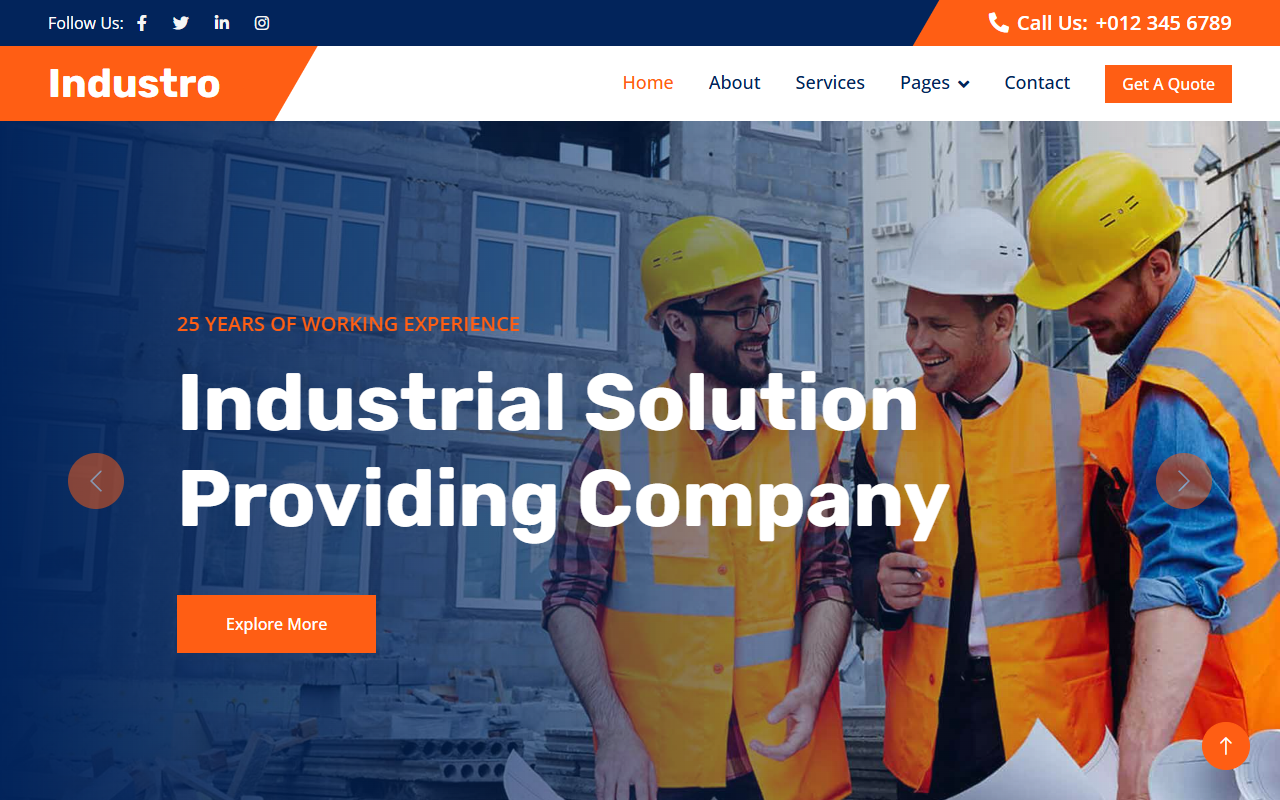 Follow Us:
Call Us: +012 345 6789
Industro
Home
About
Services
Pages
Contact
Get A Quote
25 YEARS OF WORKING EXPERIENCE
Industrial Solution
Providing Company
Explore More